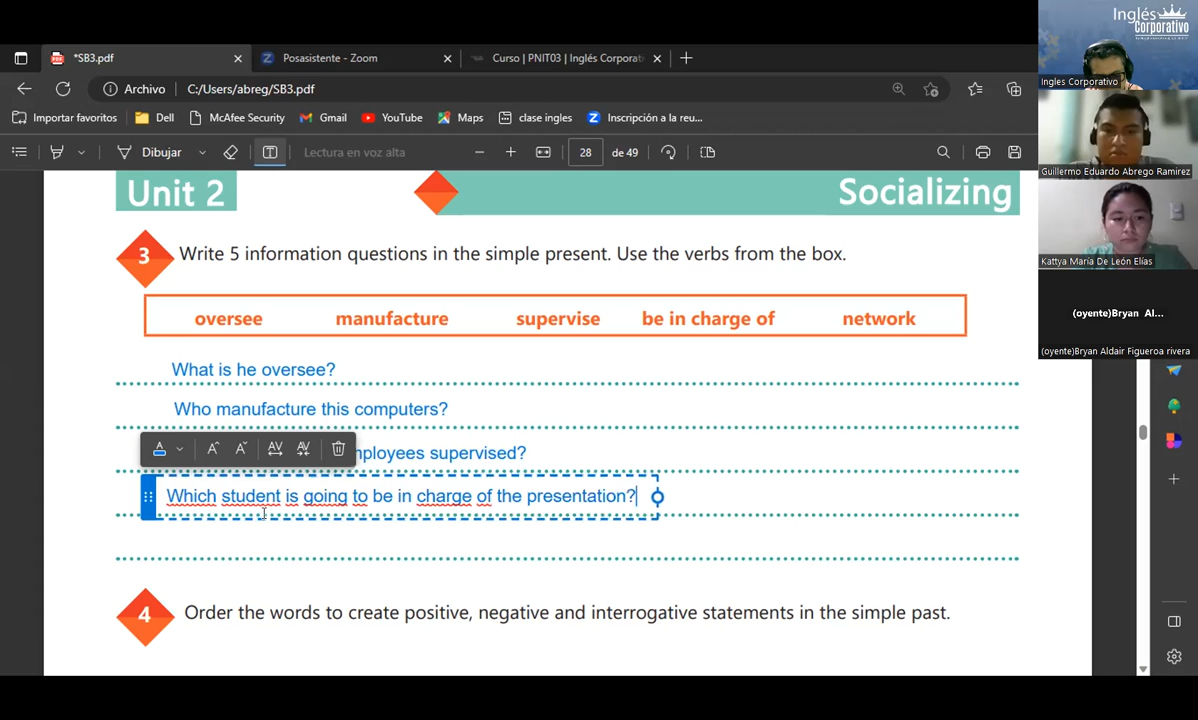 Inglés
Corporativo
*SB3.pdf
Posasistente - Zoom
Curso | PNIT03 | Inglés Corporati
Ingles Corporativo
Archivo
C:/Users/abreg/SB3.pdf
Importar favoritos
Dell
McAfee Security
Gmail
YouTube
Maps
clase ingles
Inscripción a la reu...
Dibujar
Lectura en voz alta
28
de 49
Guillermo Eduardo Abrego Ramirez
Unit 2
Socializing
3 Write 5 information questions in the simple present. Use the verbs from the box.
Kattya María De León Elías
oversee manufacture supervise be in charge of network
(oyente)Bryan Al...
(oyente)Bryan Aldair Figueroa rivera
What is he oversee?
Who manufacture this computers?
mployees supervised?
Which student is going to be in charge of the presentation?
4 Order the words to create positive, negative and interrogative statements in the simple past.